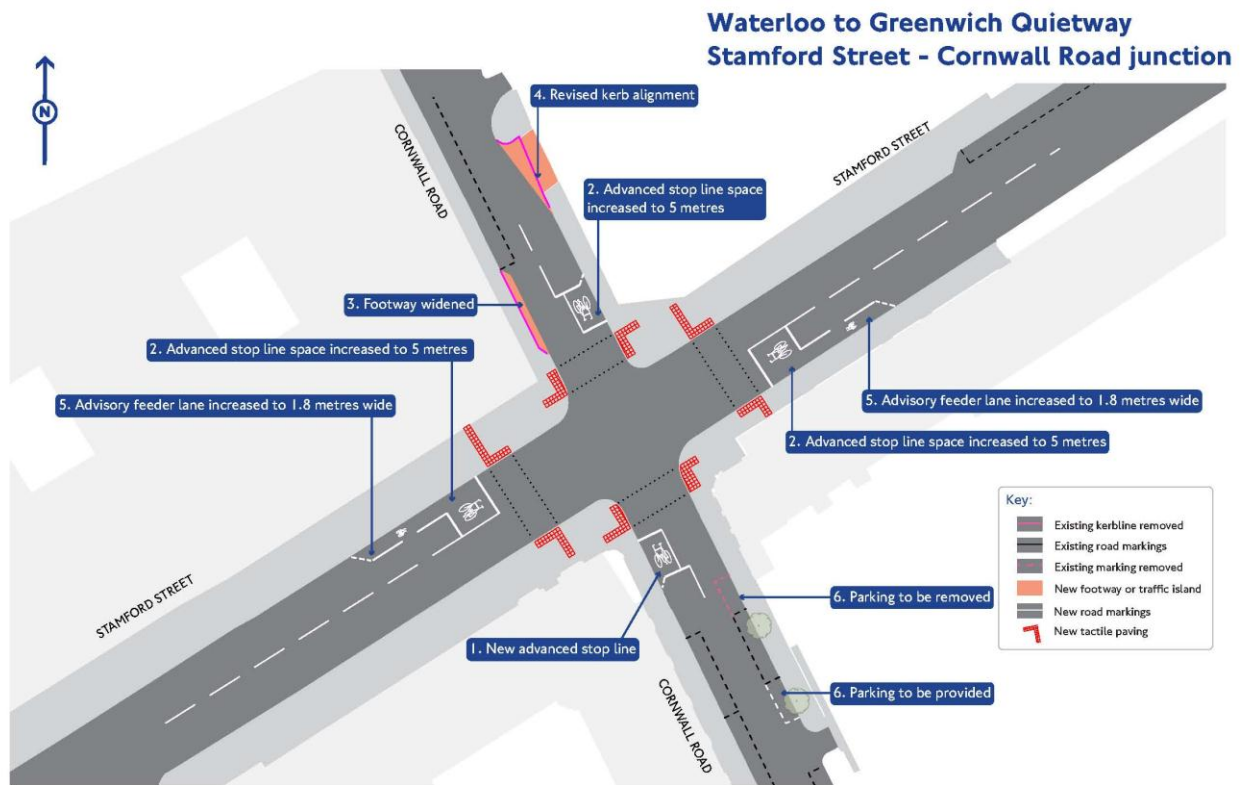 Waterloo to Greenwich Quietway
Stamford Street - Cornwall Road junction
N
4. Revised kerb alignment
CORNWALL ROAD
STAMFORD STREET
2. Advanced stop line space
increased to 5 metres
3. Footway widened
2. Advanced stop line space increased to 5 metres
5. Advisory feeder lane increased to 1.8 metres wide
5. Advisory feeder lane increased to 1.8 metres wide
2. Advanced stop line space increased to 5 metres
Key:
Existing kerbline removed
Existing road markings
Existing marking removed
New footway or traffic island
New road markings
New tactile paving
STAMFORD STREET
6. Parking to be removed
1. New advanced stop line
CORNWALL ROAD
6. Parking to be provided